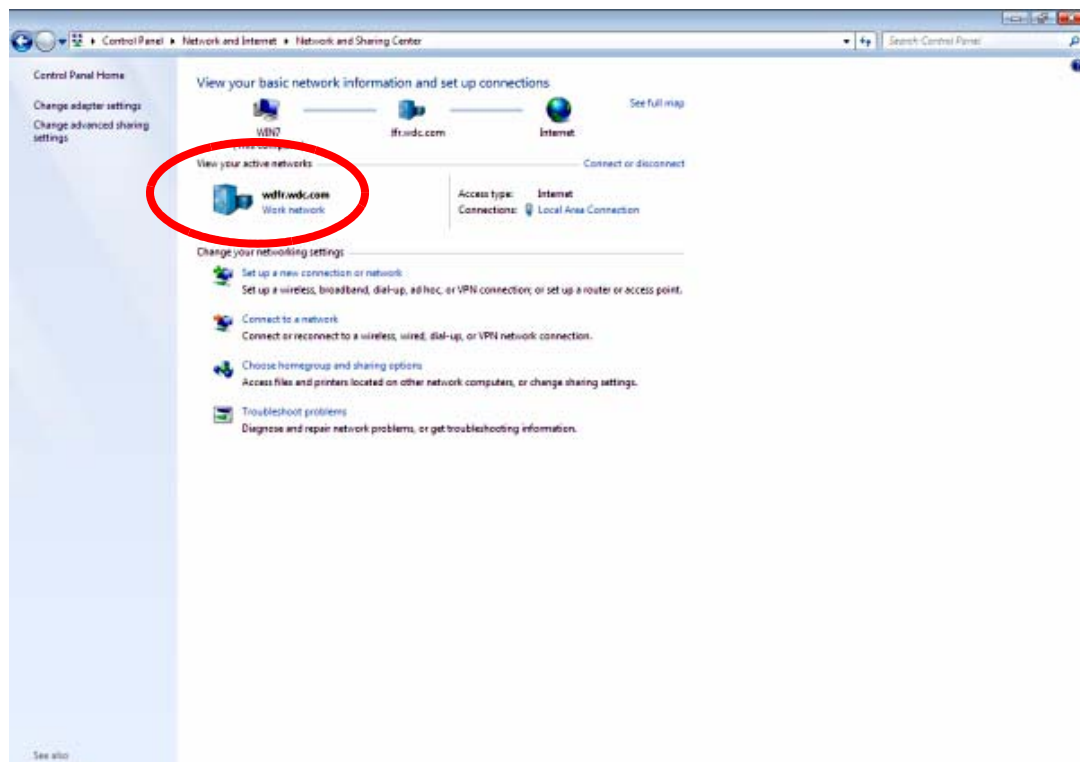 Control Panel ▸ Network and Internet ▸ Network and Sharing Center
Search Control Panel
Control Panel Home
Change adapter settings
Change advanced sharing
settings
View your basic network information and set up connections
See full map
WIN7
lfr.wdc.com
Internet
View your active networks
Connect or disconnect
wdlfr.wdc.com
Work network
Access type: Internet
Connections: Local Area Connection
Change your networking settings
Set up a new connection or network
Set up a wireless, broadband, dial-up, ad hoc, or VPN connection; or set up a router or access point.
Connect to a network
Connect or reconnect to a wireless, wired, dial-up, or VPN network connection.
Choose homegroup and sharing options
Access files and printers located on other network computers, or change sharing settings.
Troubleshoot problems
Diagnose and repair network problems, or get troubleshooting information.
See also